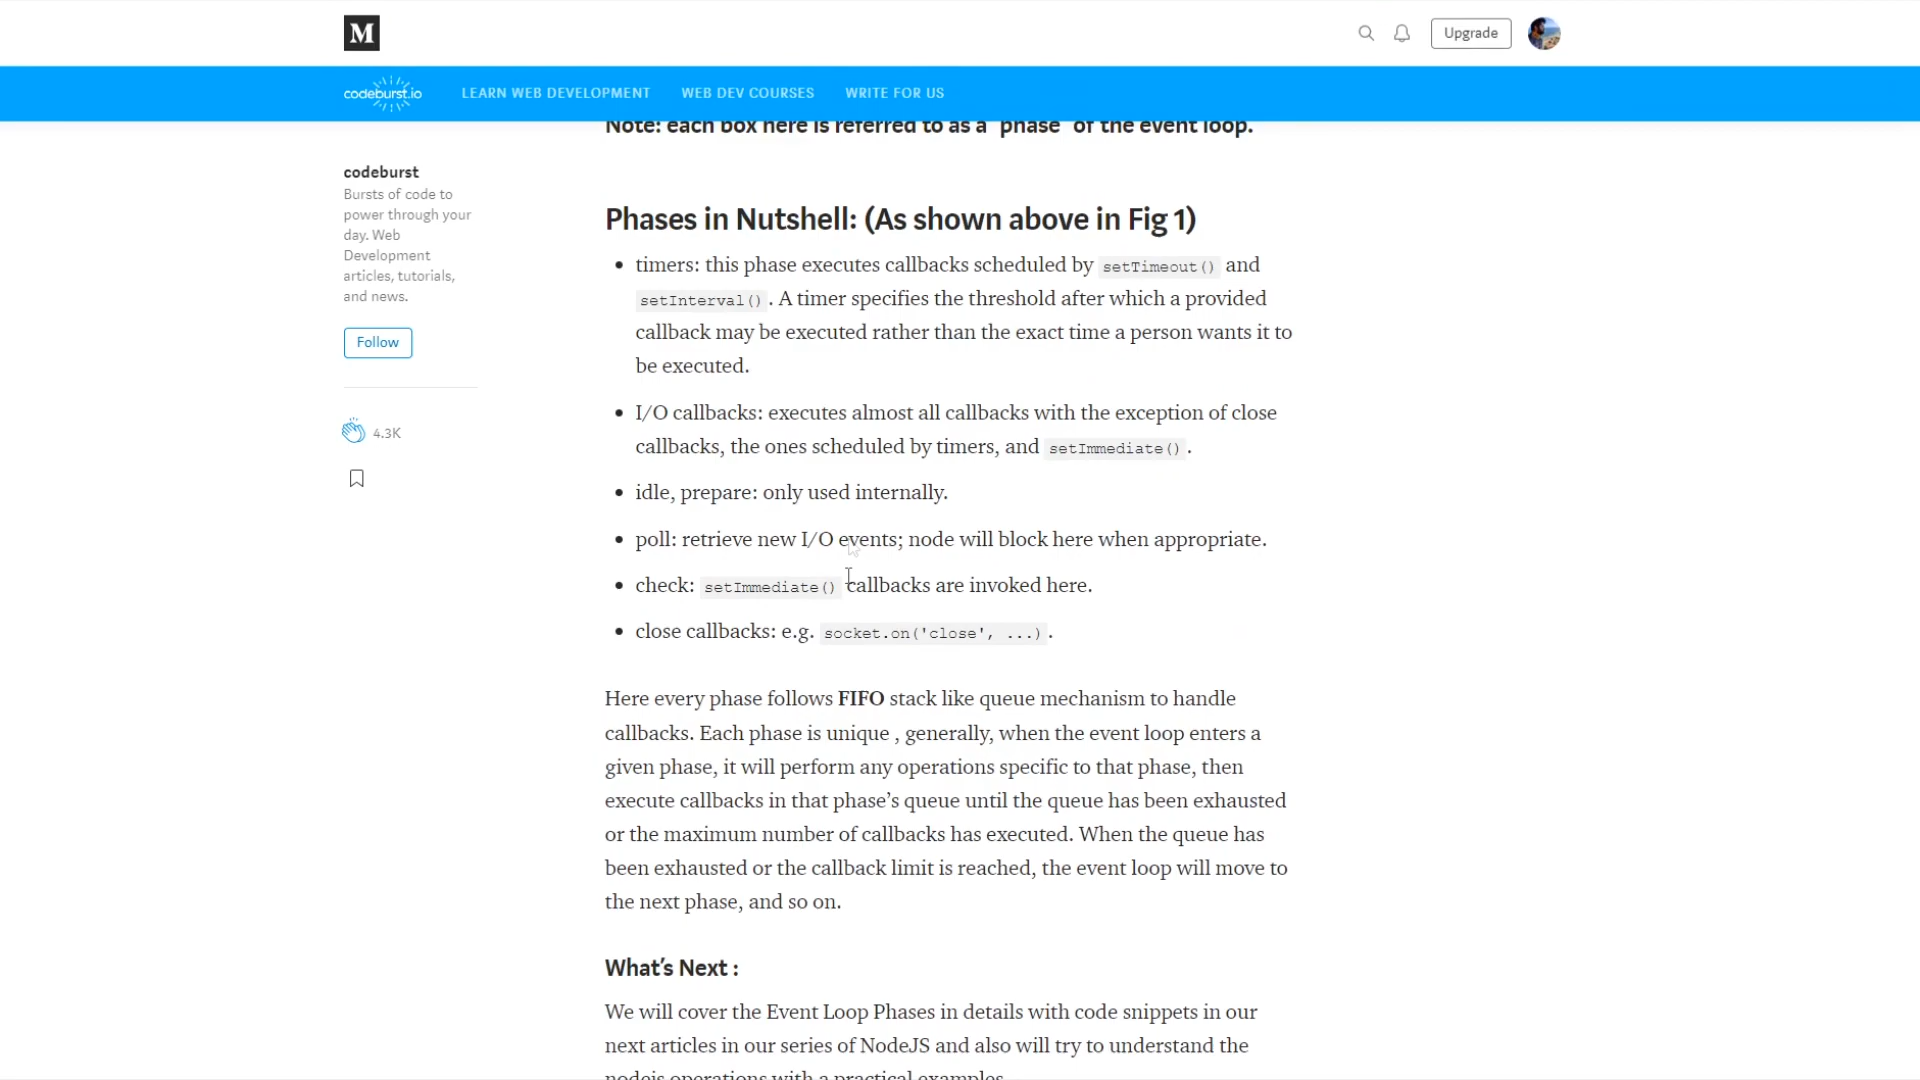 M
Upgrade
codeburst.io LEARN WEB DEVELOPMENT WEB DEV COURSES WRITE FOR US
Note: each box here is referred to as a "phase" of the event loop.
codeburst
Bursts of code to
power through your
day. Web
Development
articles, tutorials,
and news.
Follow
4.3K
Phases in Nutshell: (As shown above in Fig 1)
• timers: this phase executes callbacks scheduled by setTimeout() and
setInterval() . A timer specifies the threshold after which a provided
callback may be executed rather than the exact time a person wants it to
be executed.
• I/O callbacks: executes almost all callbacks with the exception of close
callbacks, the ones scheduled by timers, and setImmediate() .
• idle, prepare: only used internally.
• poll: retrieve new I/O events; node will block here when appropriate.
• check: setImmediate() callbacks are invoked here.
• close callbacks: e.g. socket.on('close', ...) .
Here every phase follows FIFO stack like queue mechanism to handle
callbacks. Each phase is unique , generally, when the event loop enters a
given phase, it will perform any operations specific to that phase, then
execute callbacks in that phase’s queue until the queue has been exhausted
or the maximum number of callbacks has executed. When the queue has
been exhausted or the callback limit is reached, the event loop will move to
the next phase, and so on.
What’s Next :
We will cover the Event Loop Phases in details with code snippets in our
next articles in our series of NodeJS and also will try to understand the
nodejs operations with a practical examples